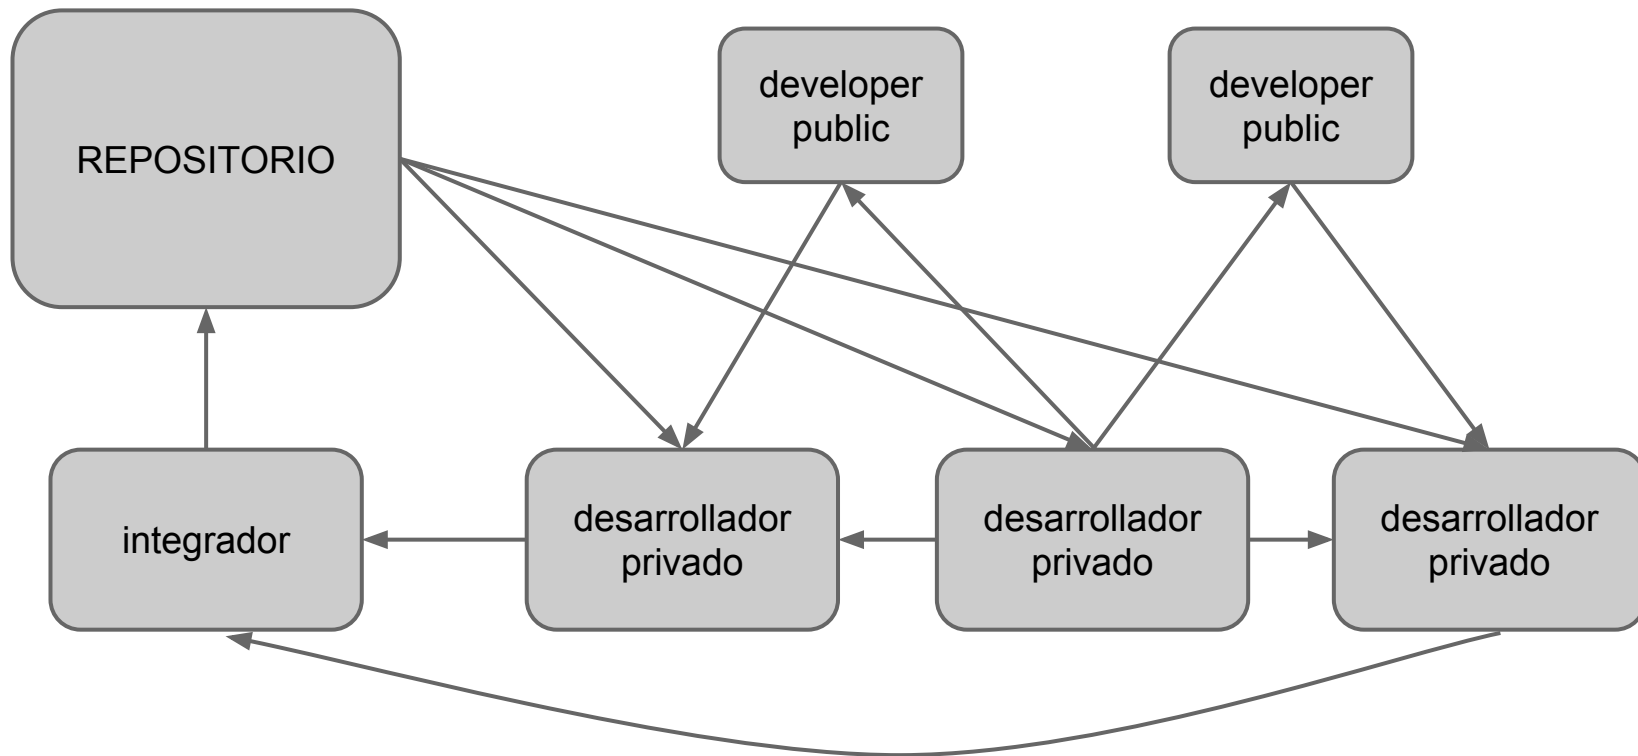 REPOSITORIO
developer
public
developer
public
integrador
desarrollador
privado
desarrollador
privado
desarrollador
privado